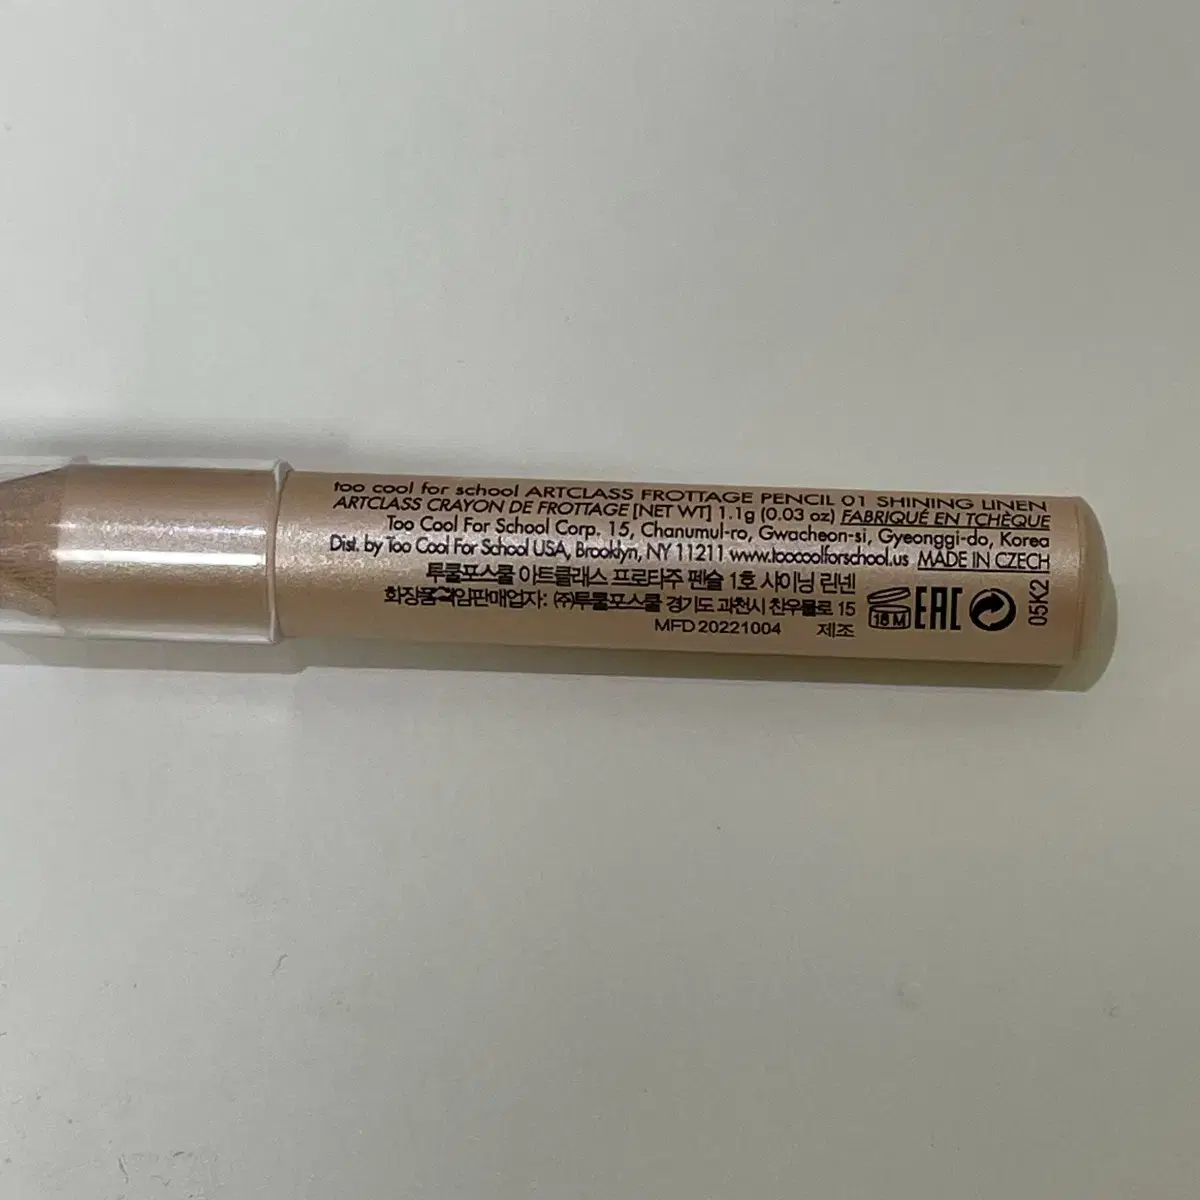 too cool for school ARTCLASS FROTTAGE PENCIL 01 SHINING LINEN
ARTCLASS CRAYON DE FROTTAGE [NET WT] 1.1g (0.03 oz) FABRIQUÉ EN TCHÈQUE
Too Cool For School Corp. 15, Chanumul-ro, Gwacheon-si, Gyeonggi-do, Korea
Dist. by Too Cool For School USA, Brooklyn, NY 11211 www.toocoolforschool.us MADE IN CZECH
투쿨포스쿨 아트클래스 프로타주 펜슬 1호 샤이닝 린넨
화장품책임판매업자: (주)투쿨포스쿨 경기도 과천시 찬우물로 15
MFD 20221004 제조
18 M
EAC
05K2